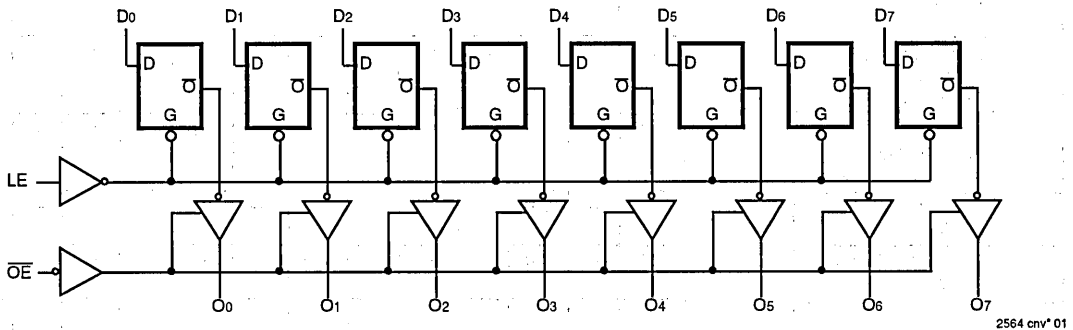 D0 D1 D2 D3 D4 D5 D6 D7
D D D D D D D D
O̅ O̅ O̅ O̅ O̅ O̅ O̅ O̅
G G G G G G G G
LE
O̅E̅
O0 O1 O2 O3 O4 O5 O6 O7
2564 cnv* 01